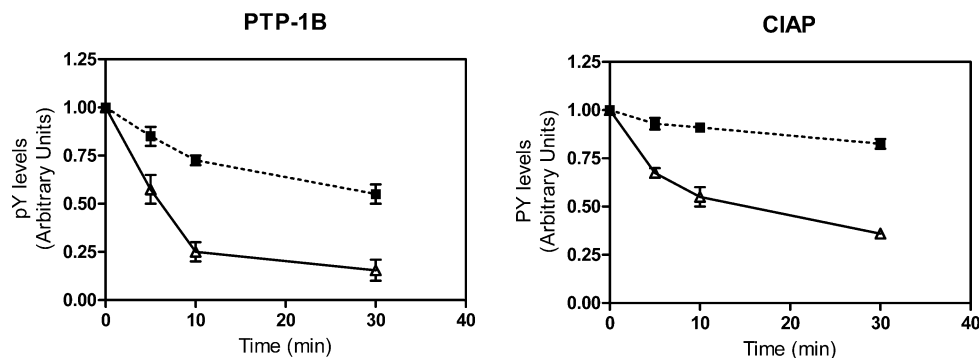 PTP-1B
1.25
1.00
0.75
0.50
0.25
0.00
pY levels
(Arbitrary Units)
0 10 20 30 40
Time (min)
CIAP
1.25
1.00
0.75
0.50
0.25
0.00
PY levels
(Arbitrary Units)
0 10 20 30 40
Time (min)